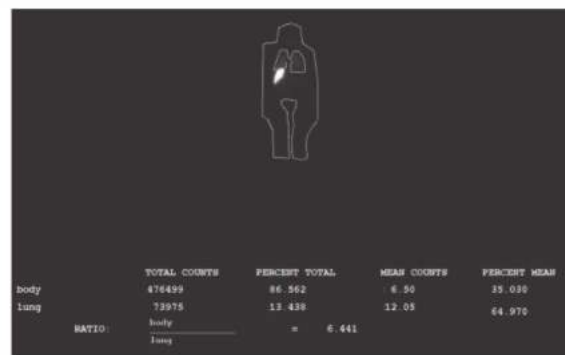 TOTAL COUNTS PERCENT TOTAL MEAN COUNTS PERCENT MEAN
body 476499 86.562 6.50 35.030
lung 73975 13.438 12.05 64.970
RATIO: body = 6.441
lung